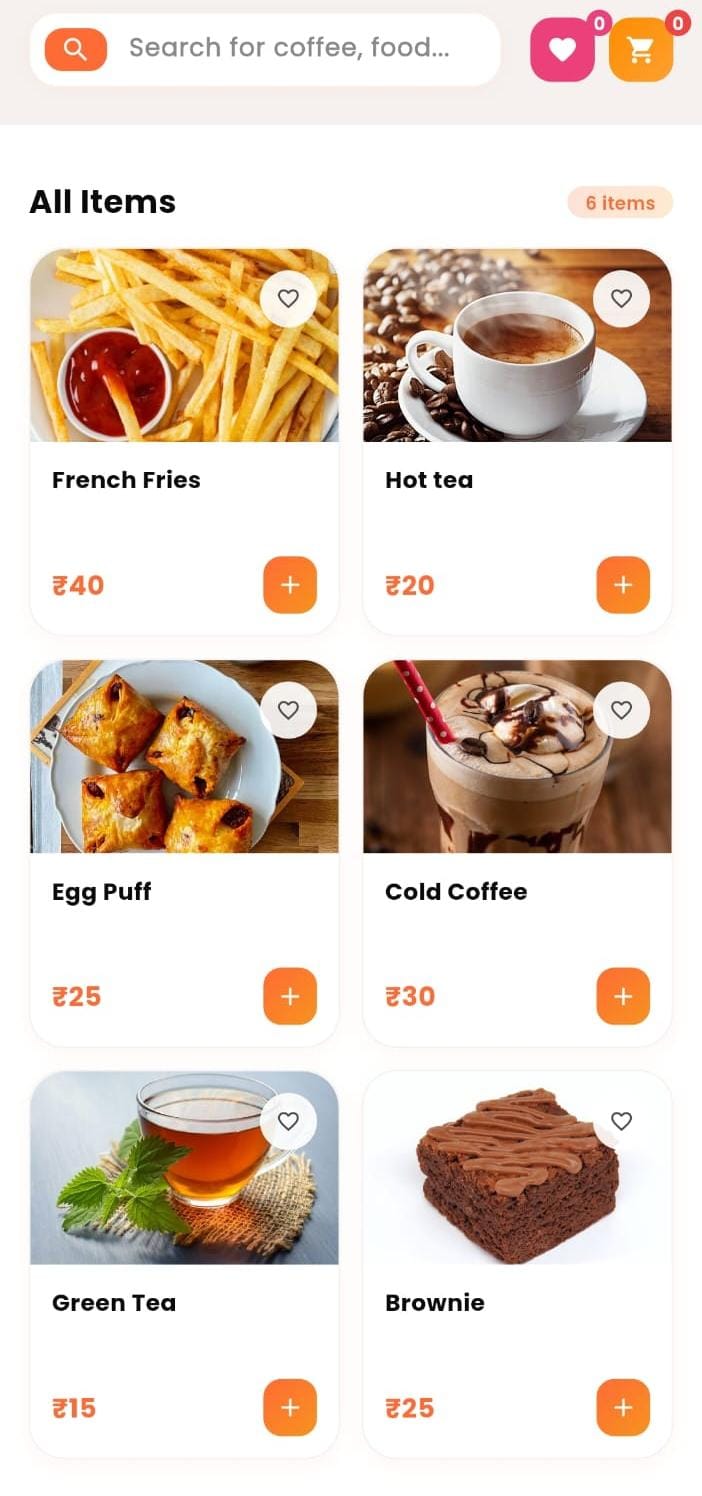 Search for coffee, food...
0
0
All Items
6 items
French Fries
Hot tea
₹40
₹20
Egg Puff
Cold Coffee
₹25
₹30
Green Tea
Brownie
₹15
₹25